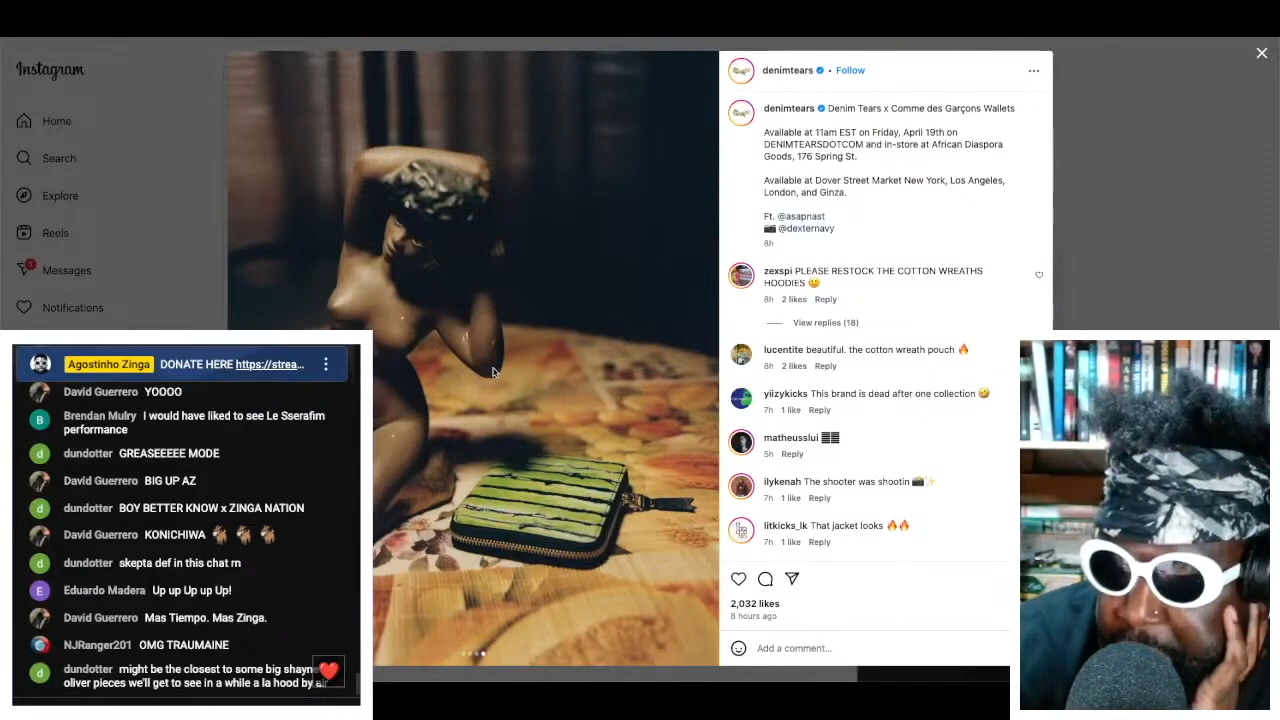 Instagram
Home
Search
Explore
Reels
1
Messages
Notifications
denimtears • Follow
denimtears Denim Tears x Comme des Garçons Wallets
Available at 11am EST on Friday, April 19th on
DENIMTEARSDOTCOM and in-store at African Diaspora
Goods, 176 Spring St.
Available at Dover Street Market New York, Los Angeles,
London, and Ginza.
Ft. @asapnast
📷 @dexternavy
8h
zexspi PLEASE RESTOCK THE COTTON WREATHS
HOODIES
8h 2 likes Reply
View replies (18)
lucentite beautiful. the cotton wreath pouch 🔥
8h 2 likes Reply
yiizykicks This brand is dead after one collection 🤣
7h 1 like Reply
matheusslui
5h Reply
ilykenah The shooter was shootin 📸✨
7h 1 like Reply
litkicks_lk That jacket looks 🔥🔥
7h 1 like Reply
2,032 likes
8 hours ago
Add a comment...
Agostinho Zinga DONATE HERE https://strea...
David Guerrero YOOOO
B
Brendan Mulry I would have liked to see Le Sserafim
performance
d
dundotter GREASEEEEE MODE
David Guerrero BIG UP AZ
d
dundotter BOY BETTER KNOW x ZINGA NATION
David Guerrero KONICHIWA 🐐 🐐 🐐
d
dundotter skepta def in this chat rn
E
Eduardo Madera Up up Up up Up!
David Guerrero Mas Tiempo. Mas Zinga.
NJRanger201 OMG TRAUMAINE
d
dundotter might be the closest to some big shayne
oliver pieces we'll get to see in a while a la hood by air